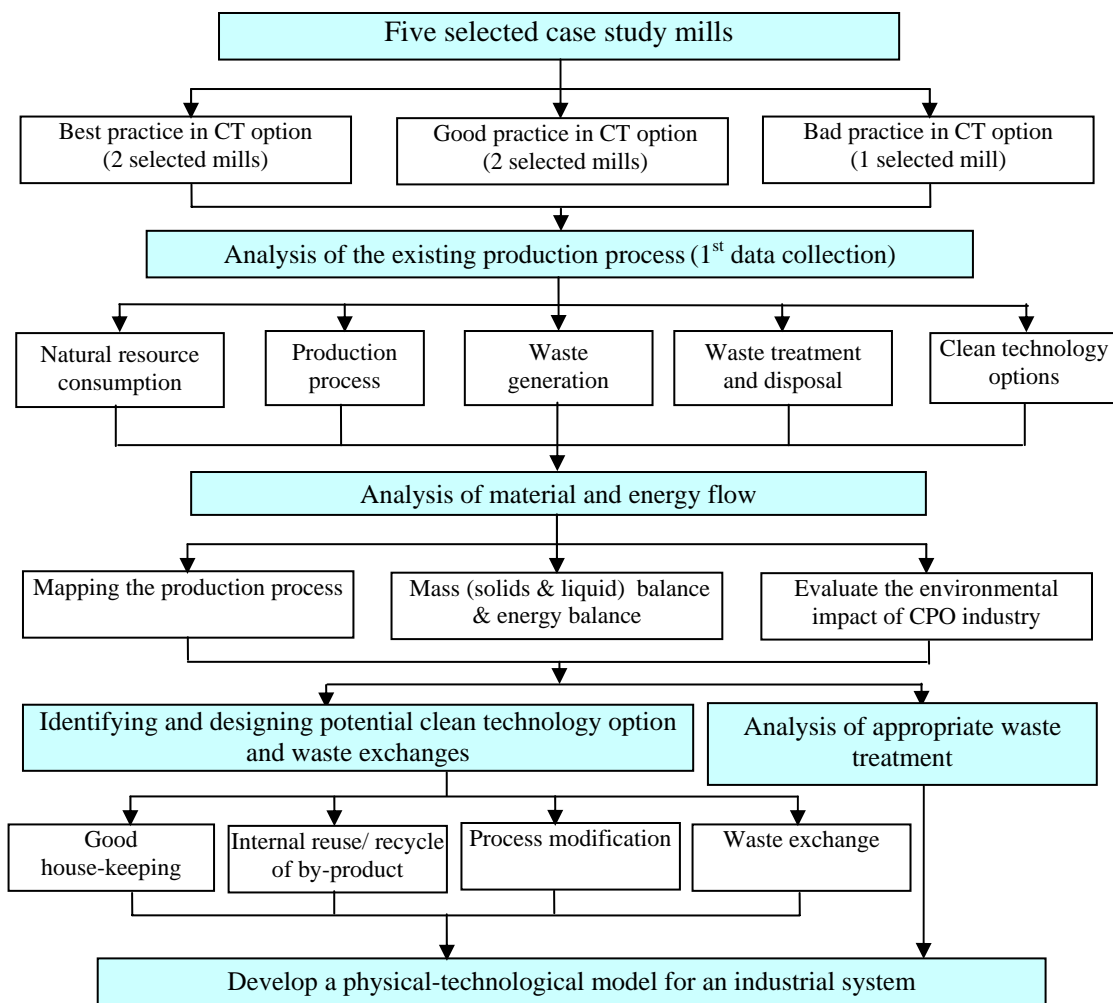 Five selected case study mills
Best practice in CT option
(2 selected mills)
Good practice in CT option
(2 selected mills)
Bad practice in CT option
(1 selected mill)
Analysis of the existing production process (1st data collection)
Natural resource
consumption
Production
process
Waste
generation
Waste treatment
and disposal
Clean technology
options
Analysis of material and energy flow
Mapping the production process
Mass (solids & liquid) balance
& energy balance
Evaluate the environmental
impact of CPO industry
Identifying and designing potential clean technology option
and waste exchanges
Analysis of appropriate waste
treatment
Good
house-keeping
Internal reuse/ recycle
of by-product
Process modification
Waste exchange
Develop a physical-technological model for an industrial system